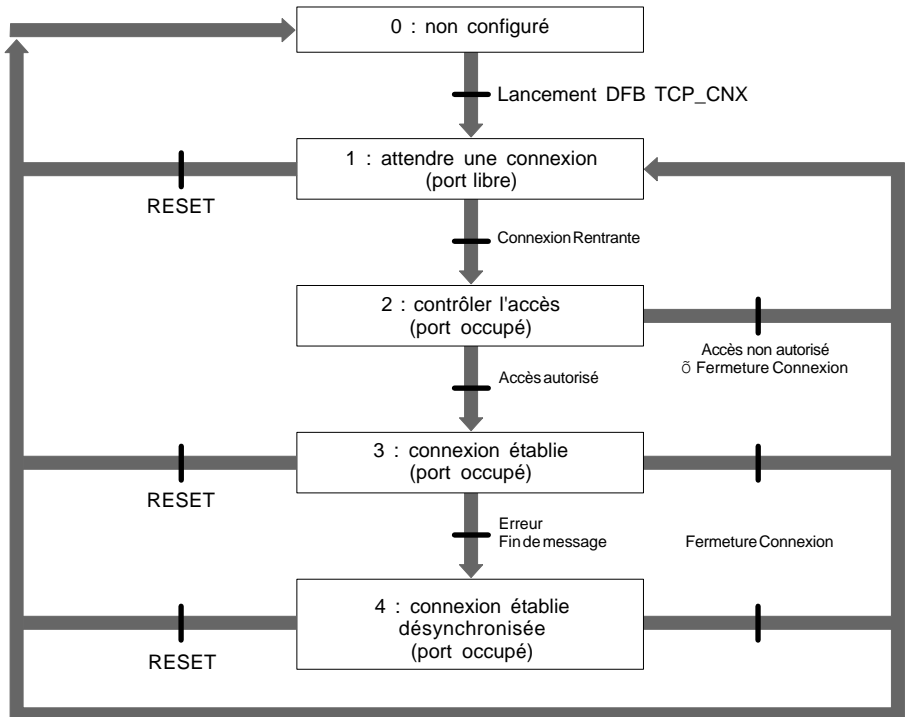 0 : non configuré
Lancement DFB TCP_CNX
1 : attendre une connexion
(port libre)
RESET
Connexion Rentrante
2 : contrôler l'accès
(port occupé)
Accès non autorisé
Õ Fermeture Connexion
Accès autorisé
3 : connexion établie
(port occupé)
RESET
Erreur
Fin de message
Fermeture Connexion
4 : connexion établie
désynchronisée
(port occupé)
RESET